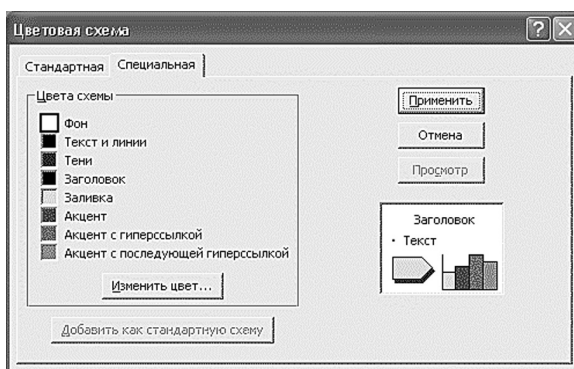 Цветовая схема
Стандартная
Специальная
Цвета схемы
Фон
Текст и линии
Тени
Заголовок
Заливка
Акцент
Акцент с гиперссылкой
Акцент с последующей гиперссылкой
Изменить цвет...
Добавить как стандартную схему
Применить
Отмена
Просмотр
Заголовок
• Текст